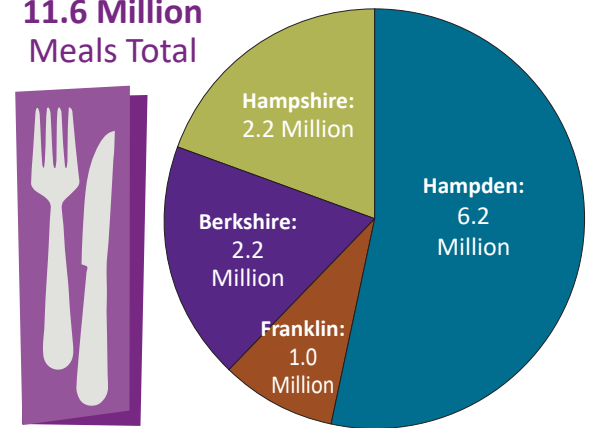 11.6 Million
Meals Total
Hampshire:
2.2 Million
Hampden:
6.2
Million
Berkshire:
2.2
Million
Franklin:
1.0
Million